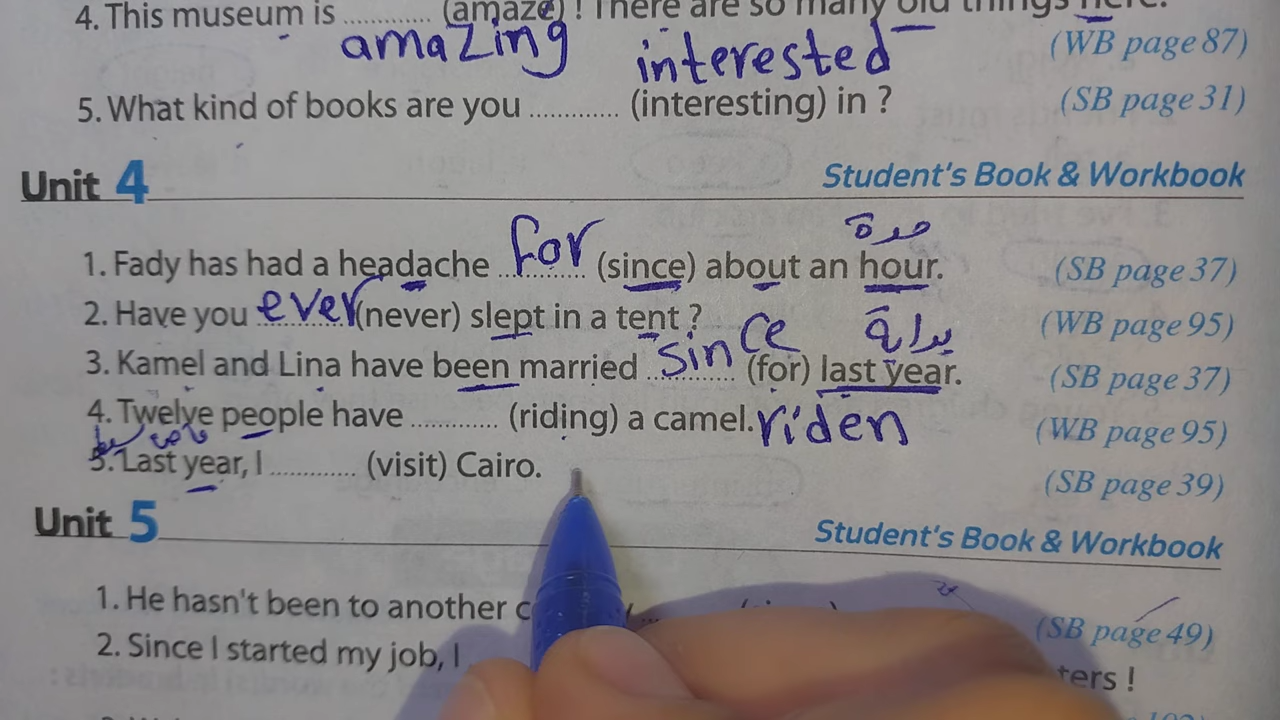 4. This museum is ............ (amaze) ! There are so many old things here.
amazing interested (WB page 87)
5. What kind of books are you ............. (interesting) in ? (SB page 31)
Unit 4 Student's Book & Workbook
مدة
1. Fady has had a headache for ............. (since) about an hour. (SB page 37)
2. Have you ever ............. (never) slept in a tent ? (WB page 95)
بداية
3. Kamel and Lina have been married since ............. (for) last year. (SB page 37)
4. Twelve people have ............. (riding) a camel. riden (WB page 95)
ماضي بسيط
5. Last year, I ............. (visit) Cairo. (SB page 39)
Unit 5 Student's Book & Workbook
1. He hasn't been to another (SB page 49)
2. Since I started my job, I ters !